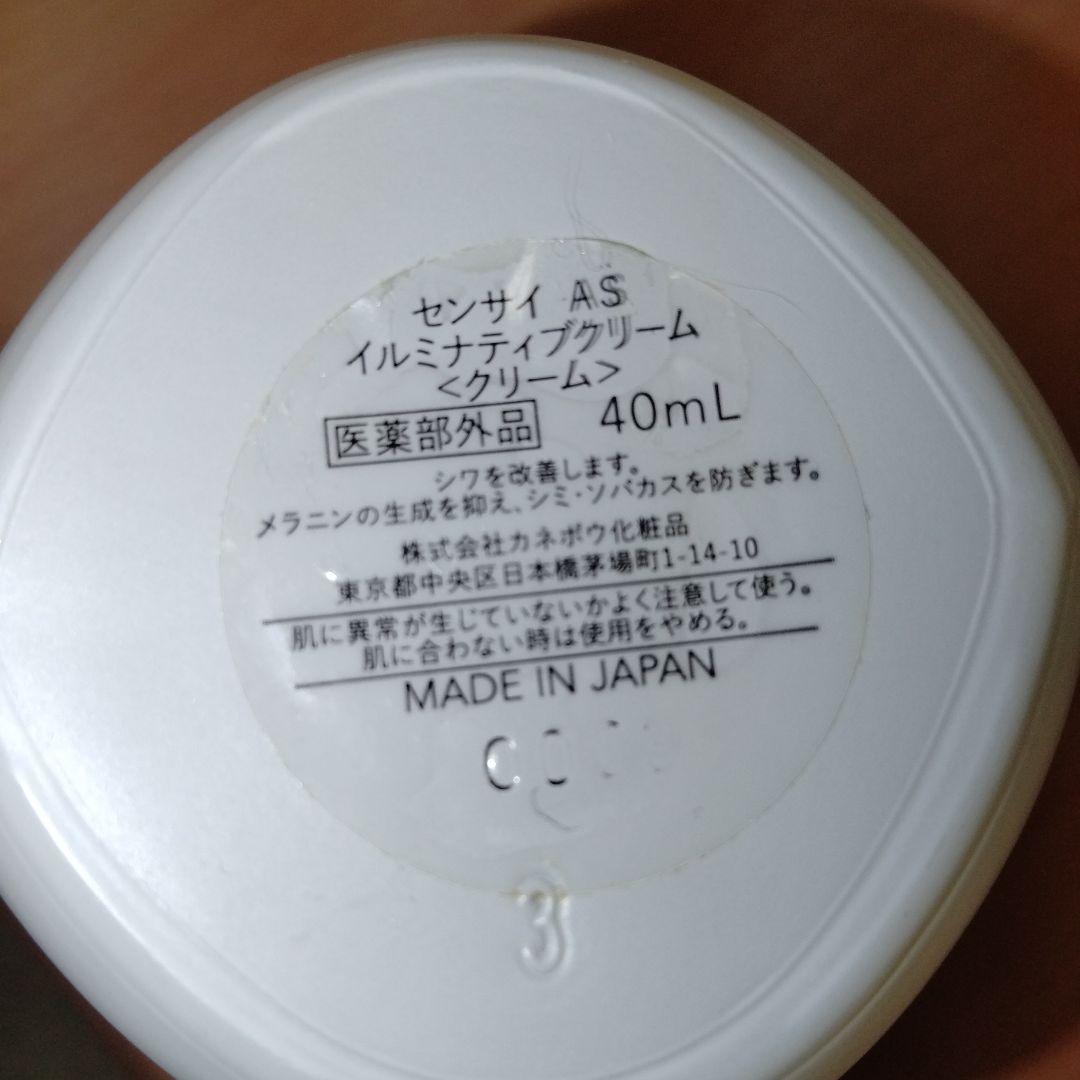 センサイ AS
イルミナティブクリーム
<クリーム>
医薬部外品 40mL
シワを改善します。
メラニンの生成を抑え、シミ・ソバカスを防ぎます。
株式会社カネボウ化粧品
東京都中央区日本橋茅場町1-14-10
肌に異常が生じていないかよく注意して使う。
肌に合わない時は使用をやめる。
MADE IN JAPAN
3